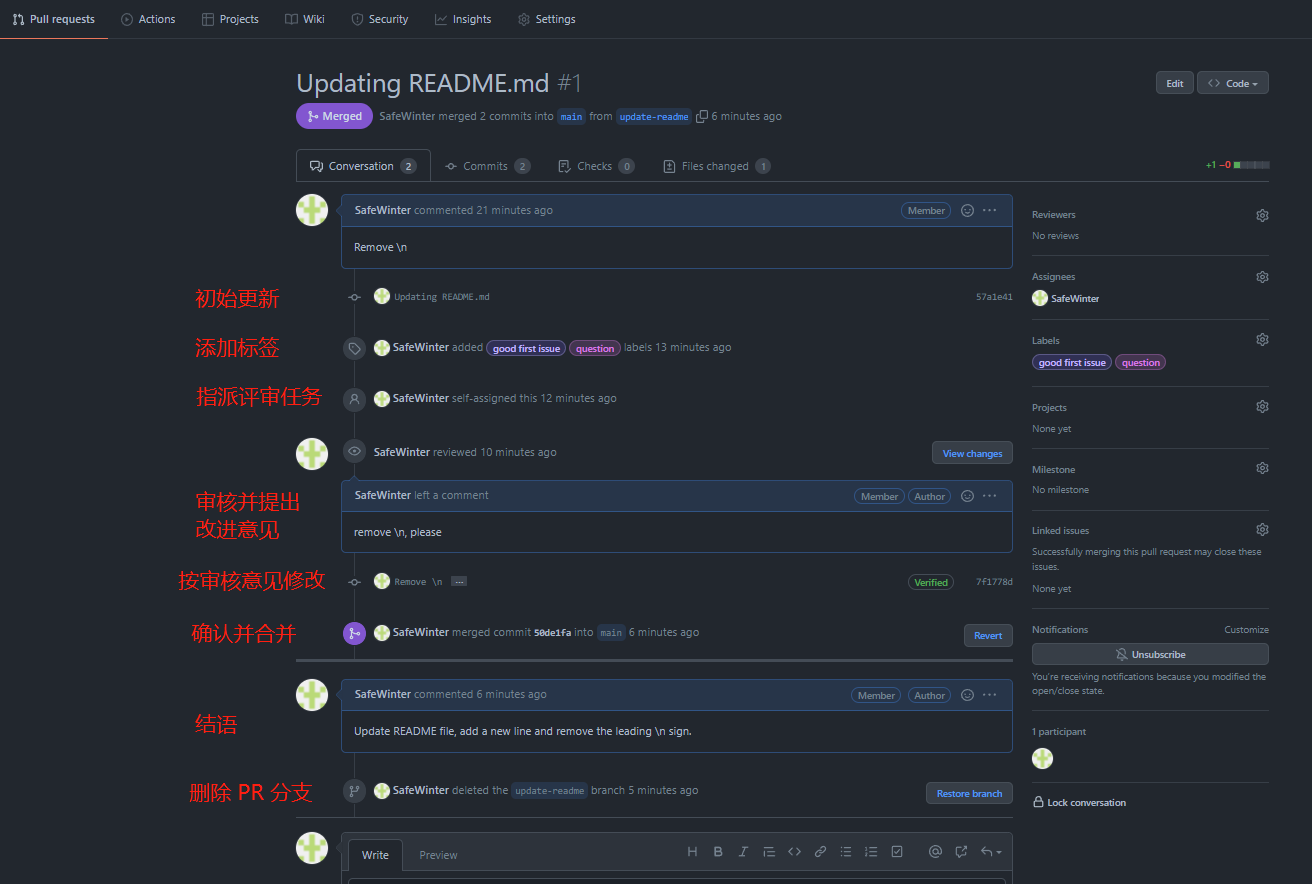 Pull requests Actions Projects Wiki Security Insights Settings
Updating README.md #1
Edit <> Code
Merged SafeWinter merged 2 commits into main from update-readme 6 minutes ago
Conversation 2 Commits 2 Checks 0 Files changed 1
+1 −0
SafeWinter commented 21 minutes ago Member ...
Remove \n
初始更新
Updating README.md 57a1e41
添加标签
SafeWinter added good first issue question labels 13 minutes ago
指派评审任务
SafeWinter self-assigned this 12 minutes ago
SafeWinter reviewed 10 minutes ago View changes
审核并提出
改进意见
SafeWinter left a comment Member Author ...
remove \n, please
按审核意见修改
Remove \n ... Verified 7f1778d
确认并合并
SafeWinter merged commit 50de1fa into main 6 minutes ago Revert
SafeWinter commented 6 minutes ago Member Author ...
结语
Update README file, add a new line and remove the leading \n sign.
删除 PR 分支
SafeWinter deleted the update-readme branch 5 minutes ago Restore branch
Write Preview
H B I <> @
Reviewers
No reviews
Assignees
SafeWinter
Labels
good first issue question
Projects
None yet
Milestone
No milestone
Linked issues
Successfully merging this pull request may close these
issues.
None yet
Notifications Customize
Unsubscribe
You're receiving notifications because you modified the
open/close state.
1 participant
Lock conversation